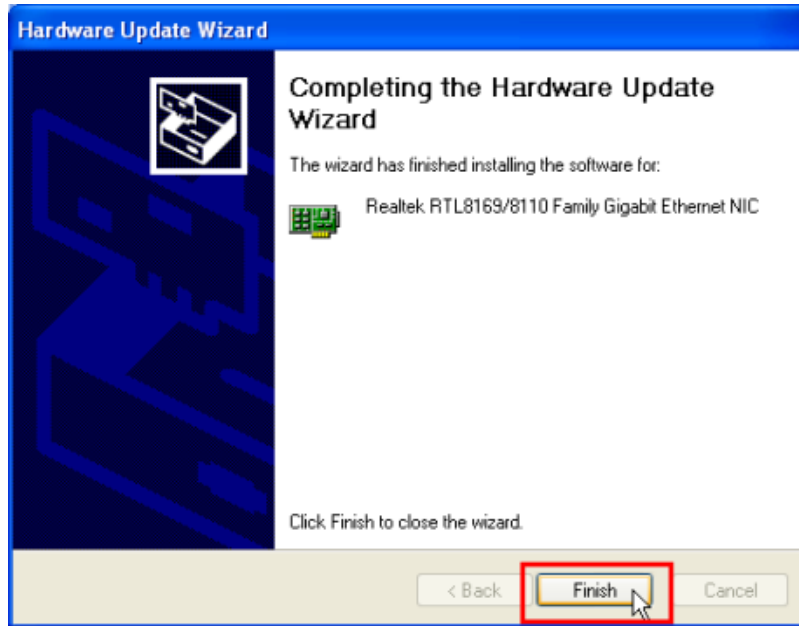 Hardware Update Wizard
Completing the Hardware Update
Wizard
The wizard has finished installing the software for:
Realtek RTL8169/8110 Family Gigabit Ethernet NIC
Click Finish to close the wizard.
< Back Finish Cancel